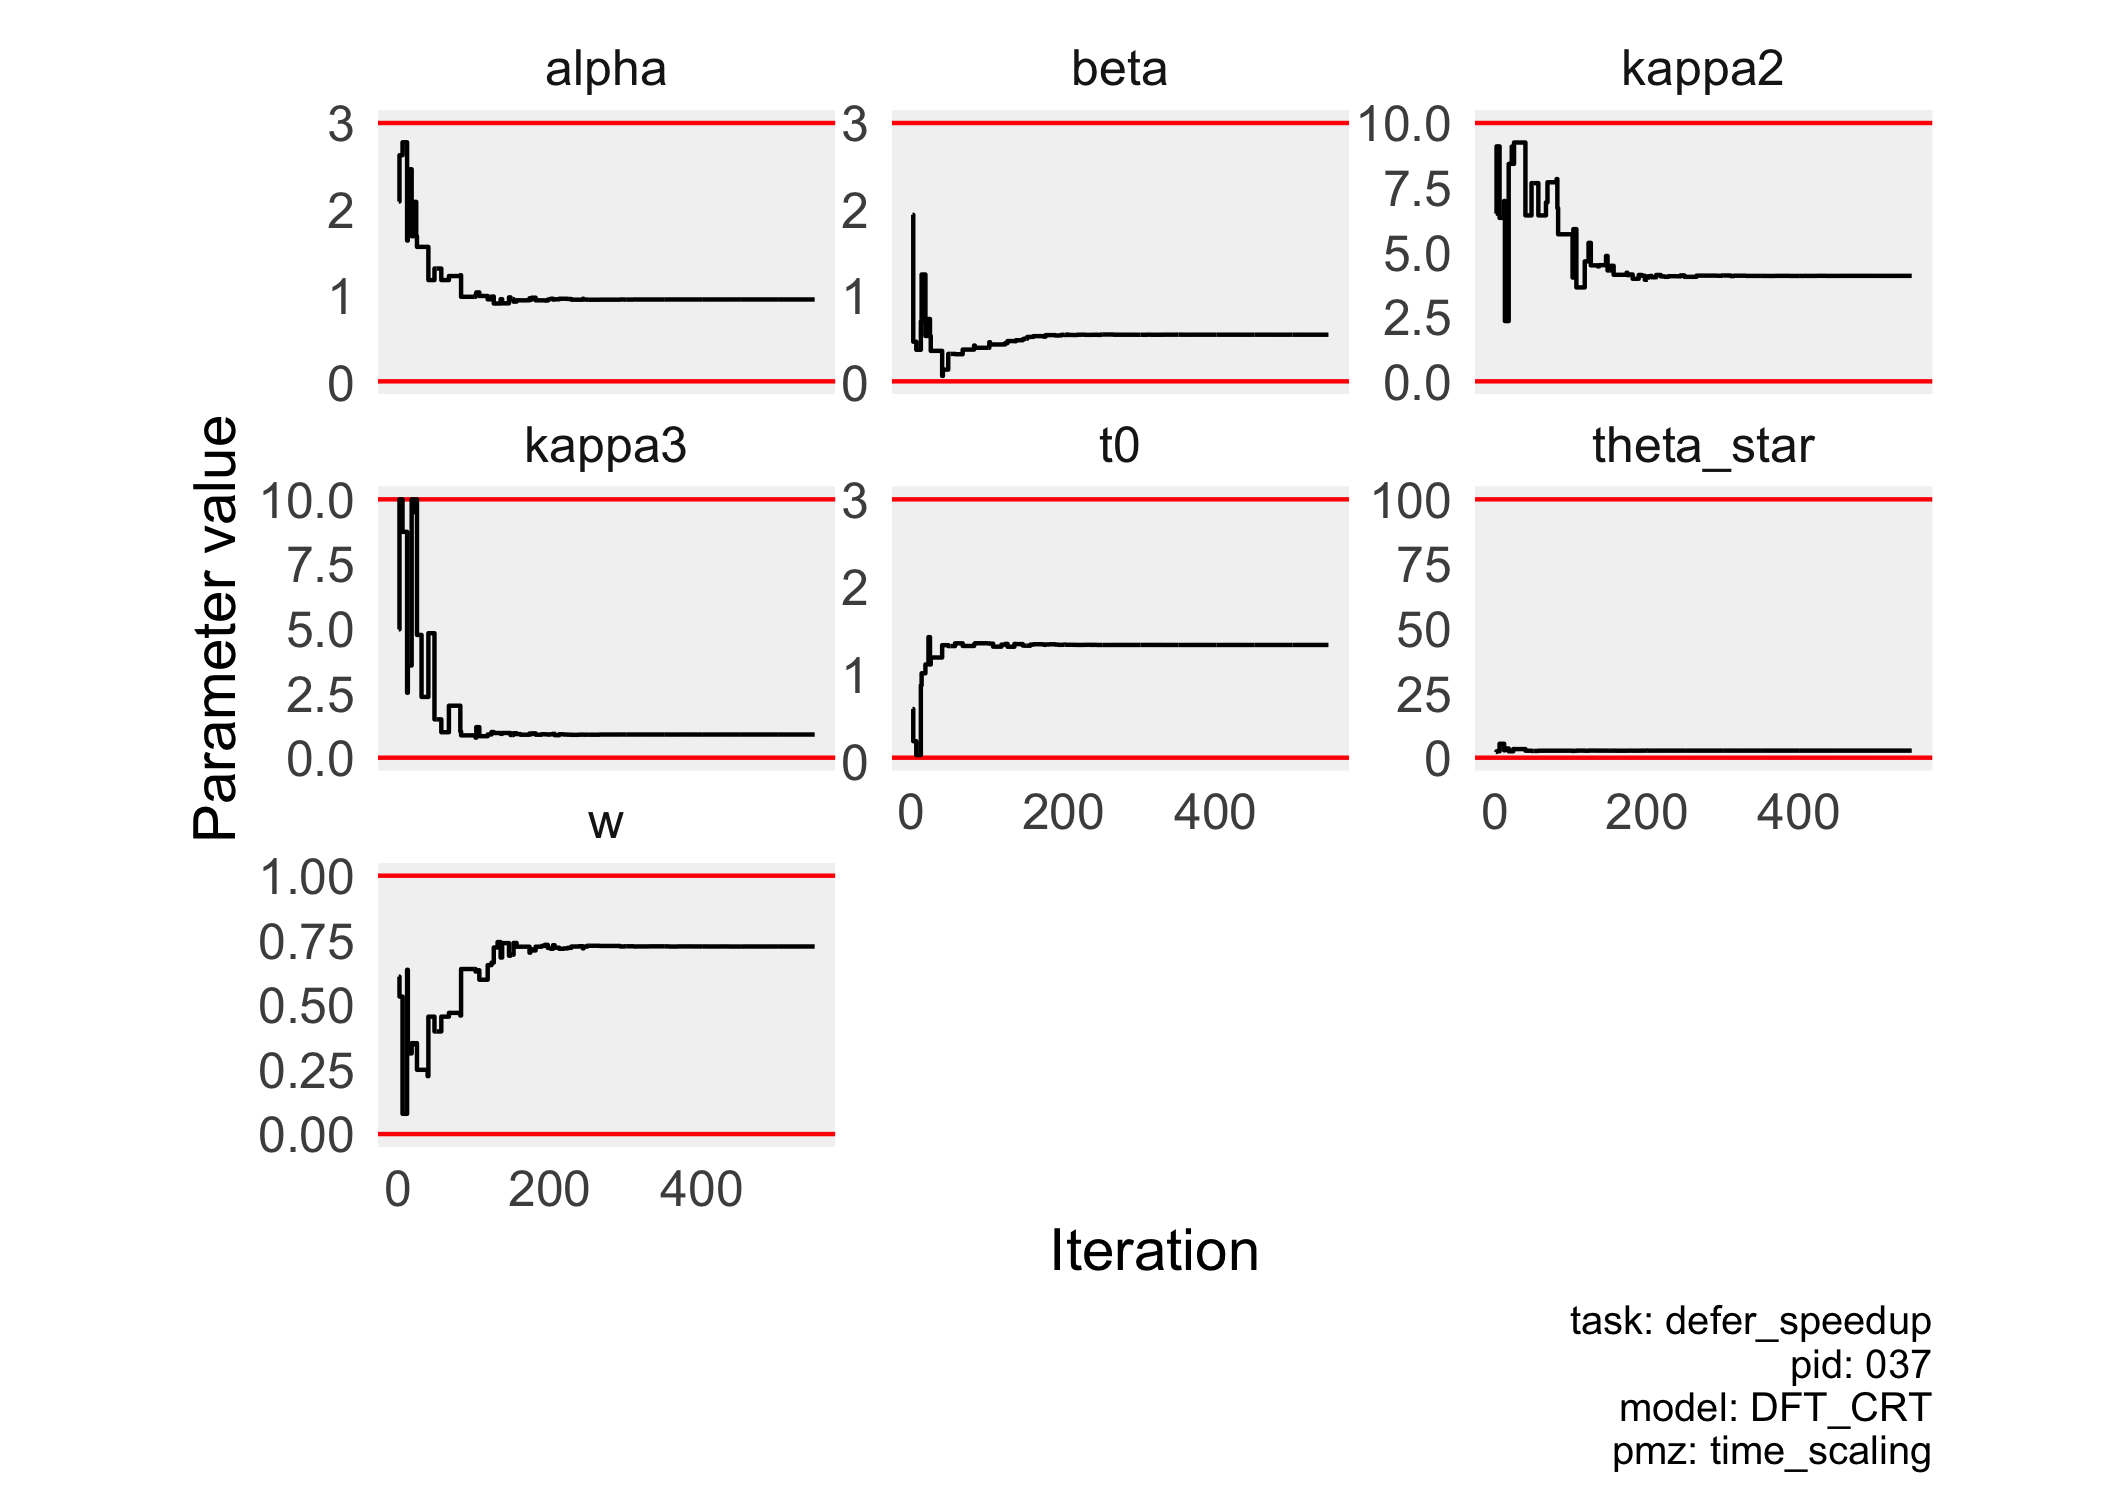 alpha
beta
kappa2
3
2
1
0
3
2
1
0
10.0
7.5
5.0
2.5
0.0
kappa3
t0
theta_star
10.0
7.5
5.0
2.5
0.0
3
2
1
0
100
75
50
25
0
0 200 400
0 200 400
w
1.00
0.75
0.50
0.25
0.00
0 200 400
Parameter value
Iteration
task: defer_speedup
pid: 037
model: DFT_CRT
pmz: time_scaling